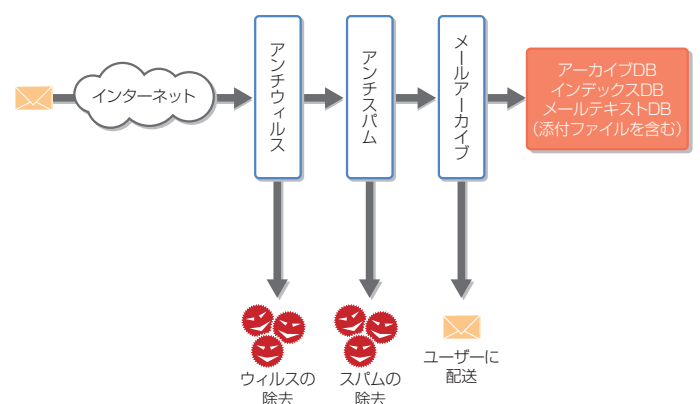 インターネット
アンチウィルス
アンチスパム
メールアーカイブ
アーカイブDB
インデックスDB
メールテキストDB
(添付ファイルを含む)
ウィルスの
除去
スパムの
除去
ユーザーに
配送